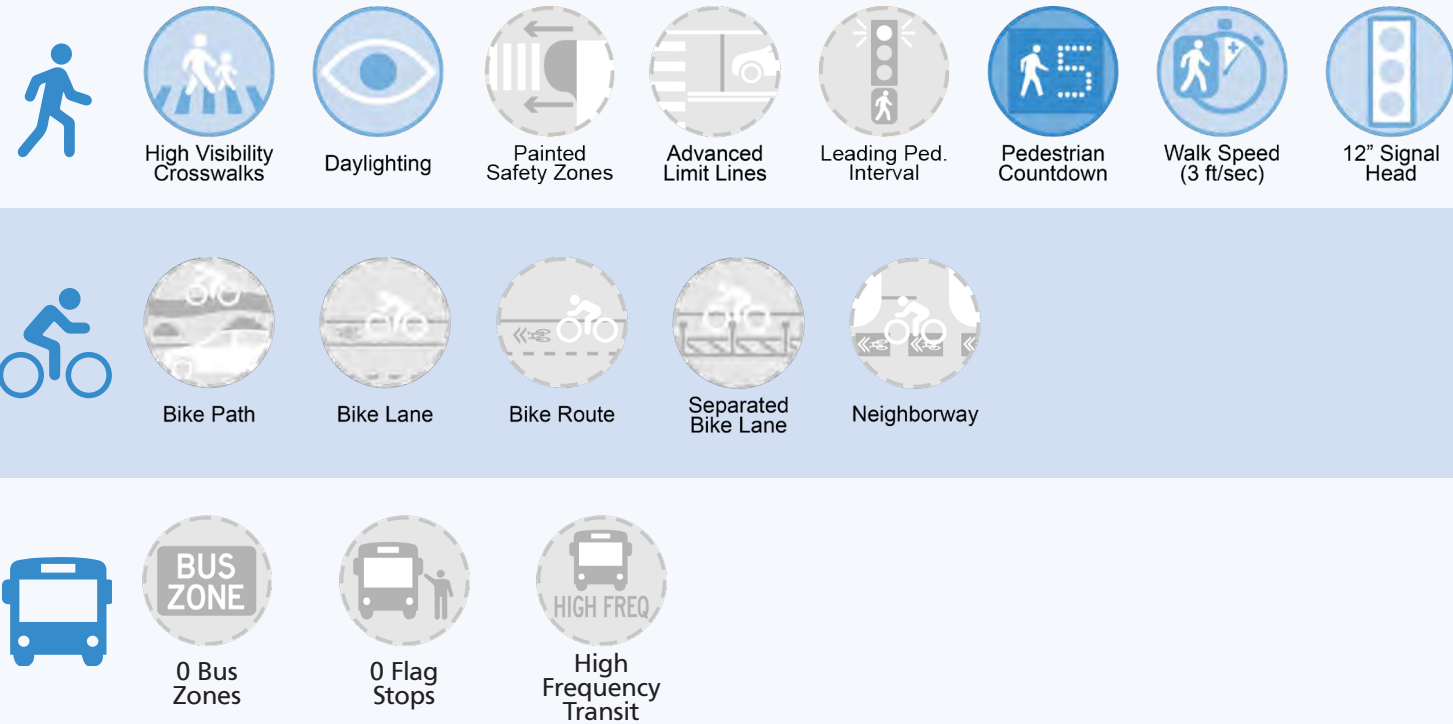 5
High Visibility
Crosswalks
Daylighting
Painted
Safety Zones
Advanced
Limit Lines
Leading Ped.
Interval
Pedestrian
Countdown
Walk Speed
(3 ft/sec)
12” Signal
Head
Bike Path
Bike Lane
Bike Route
Separated
Bike Lane
Neighborway
BUS
ZONE
HIGH FREQ
0 Bus
Zones
0 Flag
Stops
High
Frequency
Transit